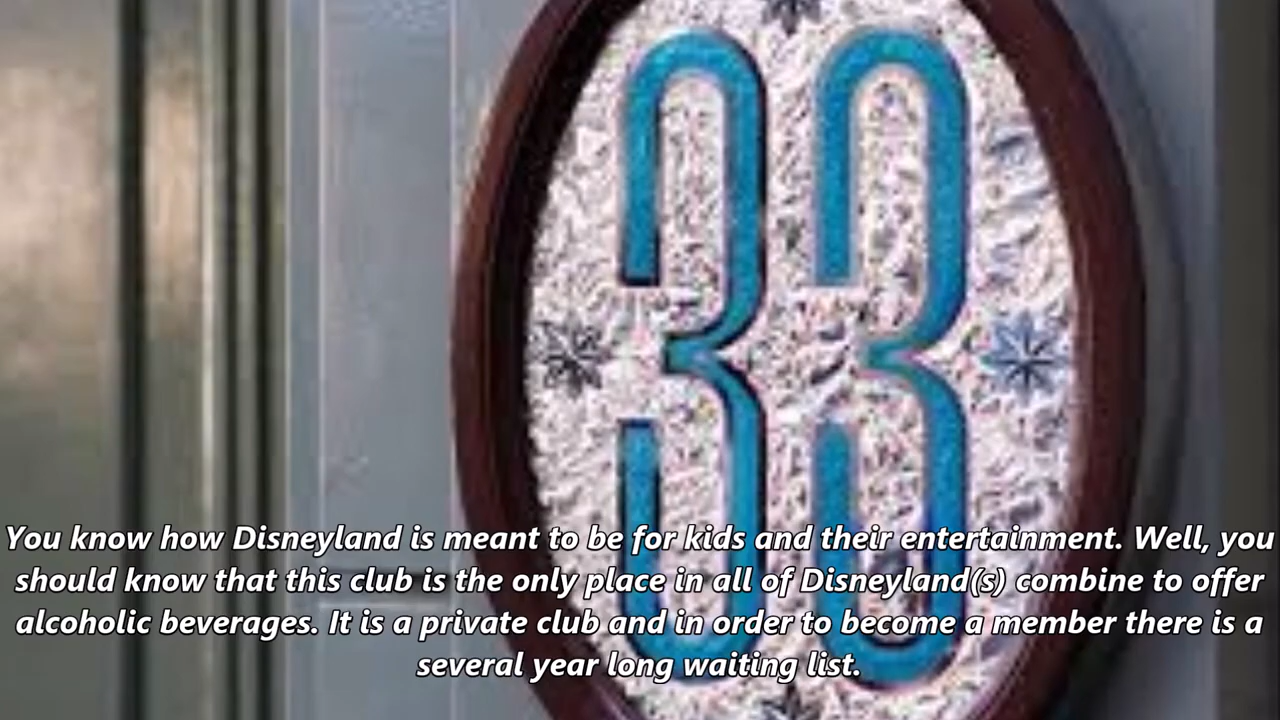 33
You know how Disneyland is meant to be for kids and their entertainment. Well, you
should know that this club is the only place in all of Disneyland(s) combine to offer
alcoholic beverages. It is a private club and in order to become a member there is a
several year long waiting list.